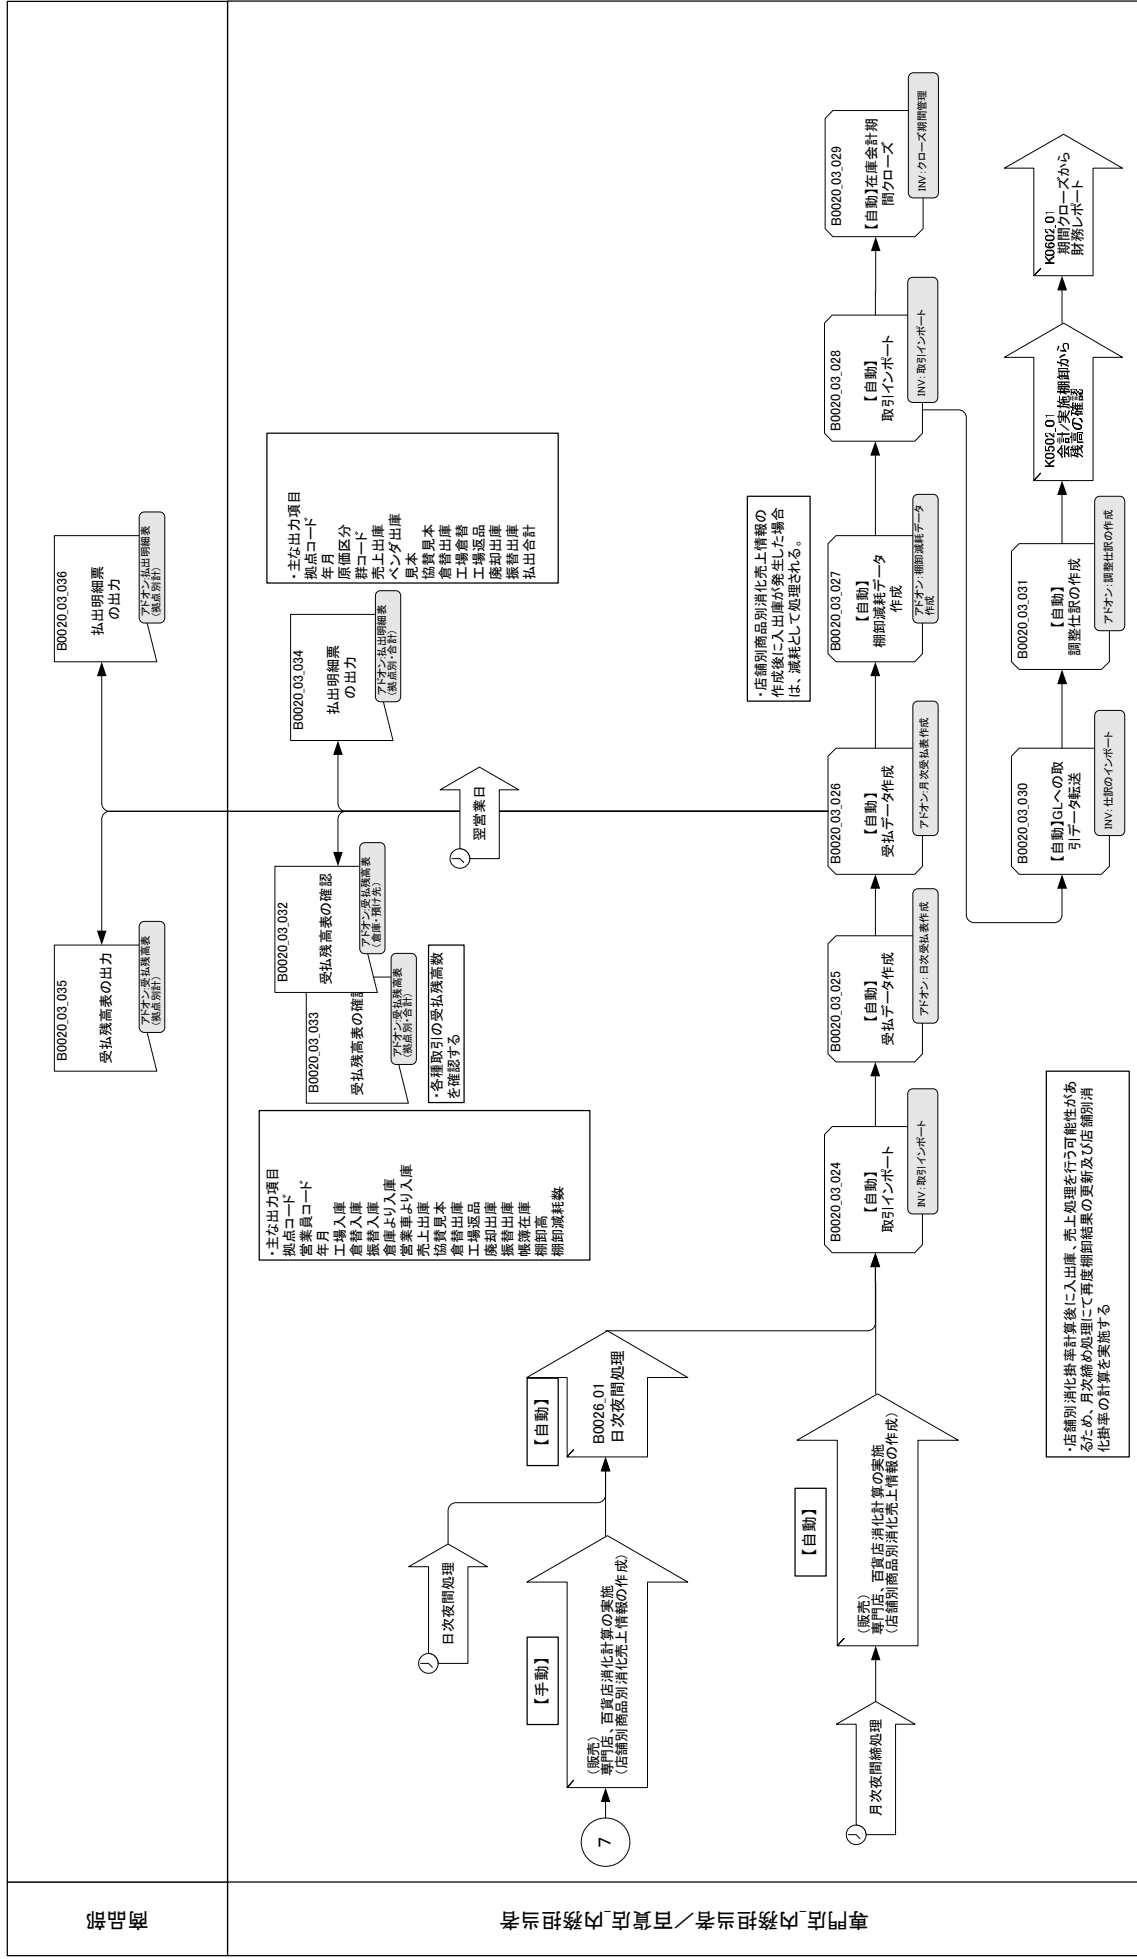 商品部
B0020_03_035
受払残高表の出力
アドオン:受払残高表
(拠点別計)
B0020_03_036
払出明細票
の出力
アドオン:払出明細表
(拠点別計)
専門店_内務担当者／百貨店_内務担当者
・主な出力項目
拠点コード
営業員コード
年月
工場入庫
倉替入庫
振替入庫
倉庫より入庫
営業車より入庫
売上出庫
協賛見本
倉替出庫
工場返品
廃却出庫
振替出庫
帳簿在庫
棚卸高
棚卸減耗数
B0020_03_032
受払残高表の確認
アドオン:受払残高表
(倉庫・預け先)
B0020_03_033
受払残高表の確認
アドオン:受払残高表
(拠点別・合計)
・各種取引の受払残高数
を確認する
B0020_03_034
払出明細票
の出力
アドオン:払出明細表
(拠点別・合計)
・主な出力項目
拠点コード
年月
原価区分
群コード
売上出庫
ベンダ出庫
見本
協賛見本
倉替出庫
工場倉替
工場返品
廃却出庫
振替出庫
払出合計
翌営業日
日次夜間処理
7
【手動】
(販売)
専門店、百貨店消化計算の実施
(店舗別商品別消化売上情報の作成)
【自動】
B0026_01
日次夜間処理
月次夜間締処理
【自動】
(販売)
専門店、百貨店消化計算の実施
(店舗別商品別消化売上情報の作成)
B0020_03_024
【自動】
取引インポート
INV:取引インポート
B0020_03_025
【自動】
受払データ作成
アドオン:日次受払表作成
B0020_03_026
【自動】
受払データ作成
アドオン:月次受払表作成
・店舗別商品別消化売上情報の
作成後に入出庫が発生した場合
は、減耗として処理される。
B0020_03_027
【自動】
棚卸減耗データ
作成
アドオン:棚卸減耗データ
作成
B0020_03_028
【自動】
取引インポート
INV:取引インポート
B0020_03_029
【自動】在庫会計期
間クローズ
INV:クローズ期間管理
・店舗別消化掛率計算後に入出庫、売上処理を行う可能性があ
るため、月次締め処理にて再度棚卸結果の更新及び店舗別消
化掛率の計算を実施する
B0020_03_030
【自動】GLへの取
引データ転送
INV:仕訳のインポート
B0020_03_031
【自動】
調整仕訳の作成
アドオン:調整仕訳の作成
K0502_01
会計/実施棚卸から
残高の確認
K0602_01
期間クローズから
財務レポート